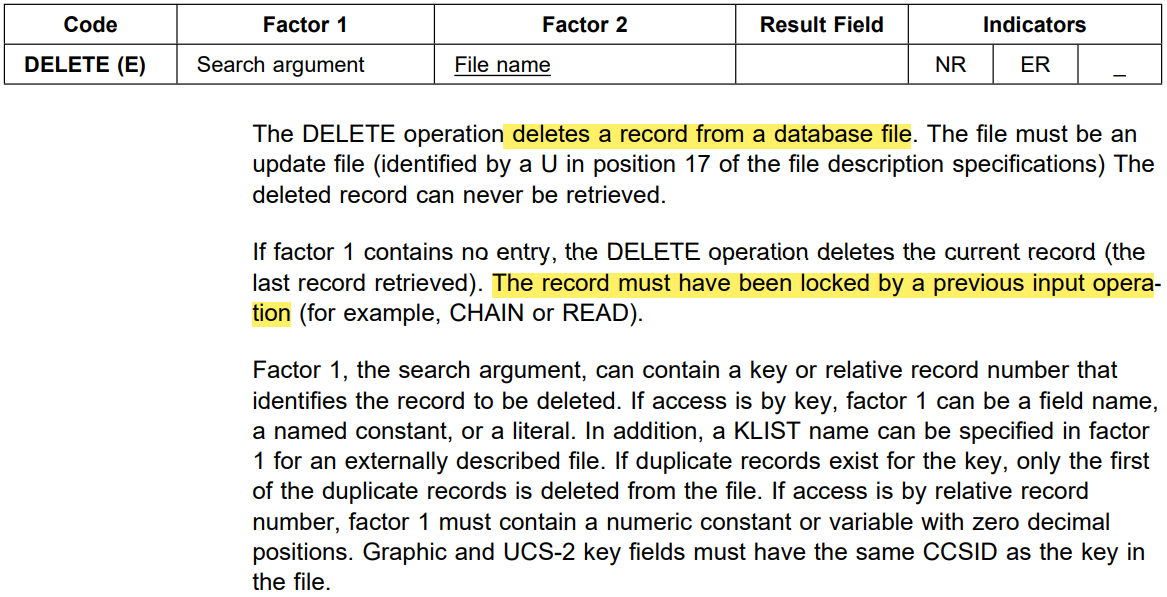 Code Factor 1 Factor 2 Result Field Indicators
DELETE (E) Search argument File name NR ER _
The DELETE operation deletes a record from a database file. The file must be an
update file (identified by a U in position 17 of the file description specifications) The
deleted record can never be retrieved.
If factor 1 contains no entry, the DELETE operation deletes the current record (the
last record retrieved). The record must have been locked by a previous input opera-
tion (for example, CHAIN or READ).
Factor 1, the search argument, can contain a key or relative record number that
identifies the record to be deleted. If access is by key, factor 1 can be a field name,
a named constant, or a literal. In addition, a KLIST name can be specified in factor
1 for an externally described file. If duplicate records exist for the key, only the first
of the duplicate records is deleted from the file. If access is by relative record
number, factor 1 must contain a numeric constant or variable with zero decimal
positions. Graphic and UCS-2 key fields must have the same CCSID as the key in
the file.